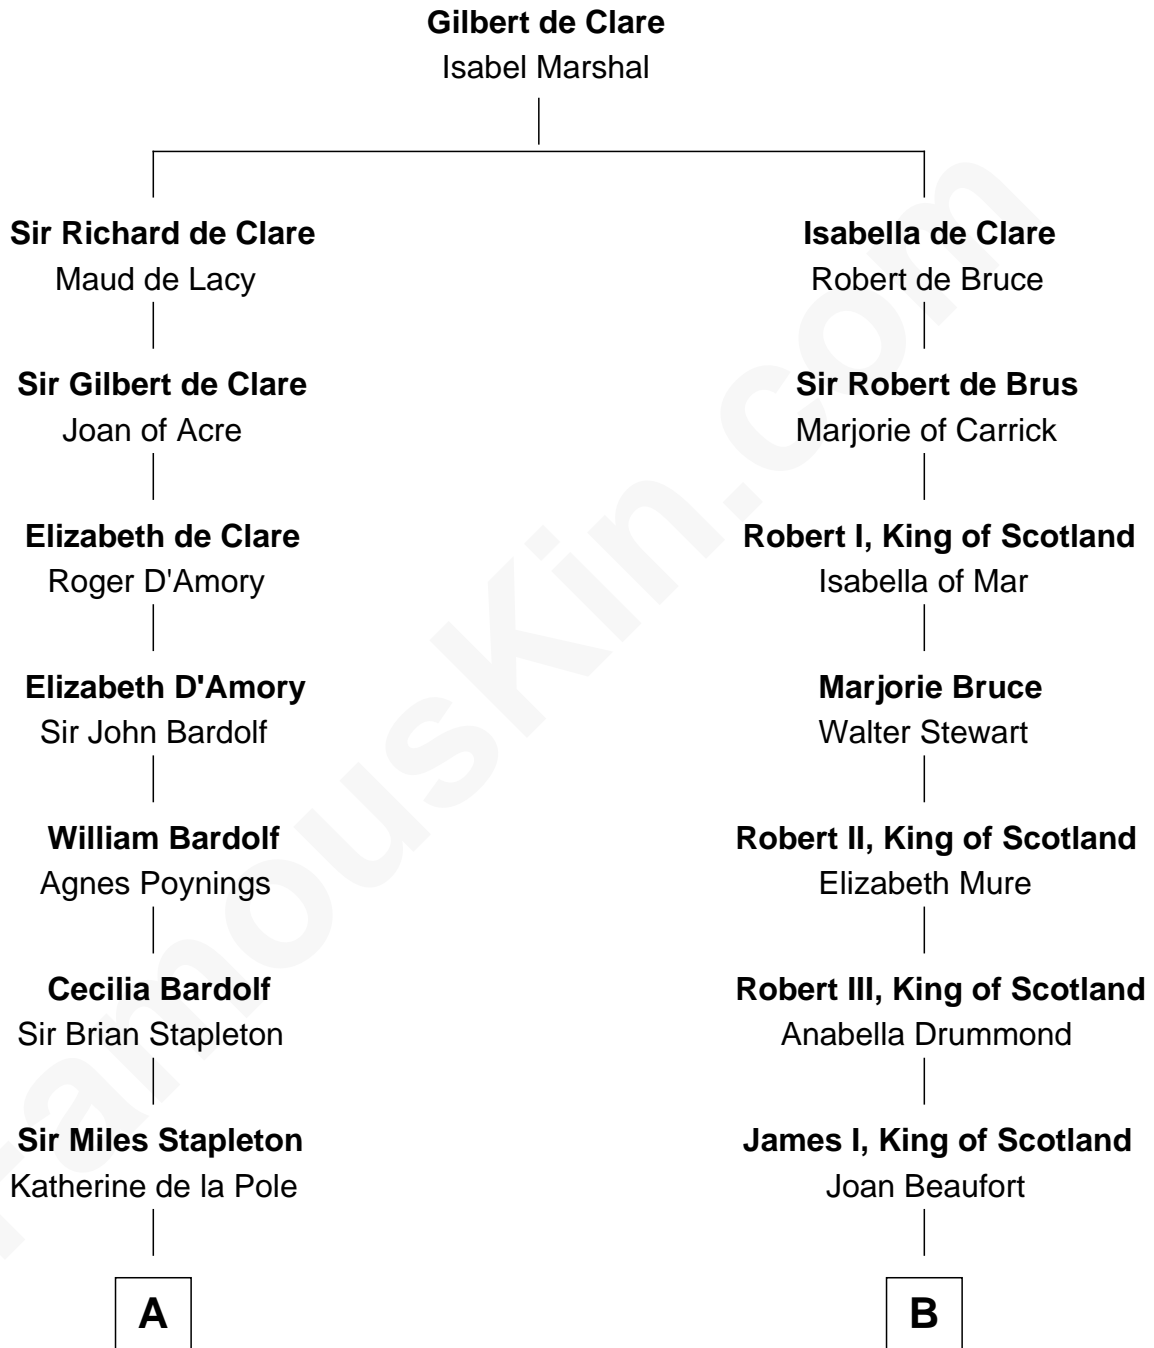 Gilbert de Clare
Isabel Marshal
Sir Richard de Clare
Maud de Lacy
Sir Gilbert de Clare
Joan of Acre
Elizabeth de Clare
Roger D'Amory
Elizabeth D'Amory
Sir John Bardolf
William Bardolf
Agnes Poynings
Cecilia Bardolf
Sir Brian Stapleton
Sir Miles Stapleton
Katherine de la Pole
A
Isabella de Clare
Robert de Bruce
Sir Robert de Brus
Marjorie of Carrick
Robert I, King of Scotland
Isabella of Mar
Marjorie Bruce
Walter Stewart
Robert II, King of Scotland
Elizabeth Mure
Robert III, King of Scotland
Anabella Drummond
James I, King of Scotland
Joan Beaufort
B
FamousKin.com